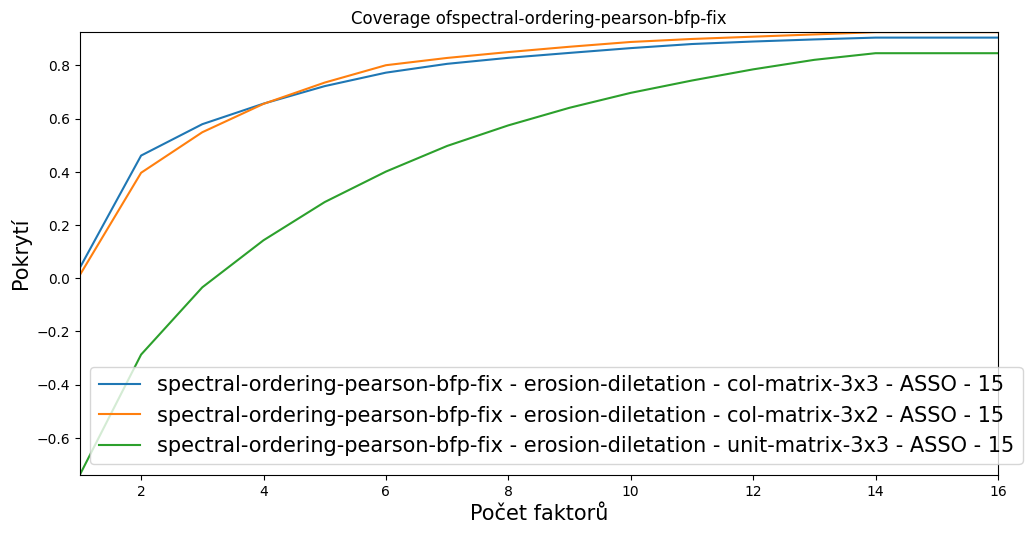 Coverage ofspectral-ordering-pearson-bfp-fix
Pokrytí
0.8
0.6
0.4
0.2
0.0
−0.2
−0.4
−0.6
spectral-ordering-pearson-bfp-fix - erosion-diletation - col-matrix-3x3 - ASSO - 15
spectral-ordering-pearson-bfp-fix - erosion-diletation - col-matrix-3x2 - ASSO - 15
spectral-ordering-pearson-bfp-fix - erosion-diletation - unit-matrix-3x3 - ASSO - 15
2 4 6 8 10 12 14 16
Počet faktorů